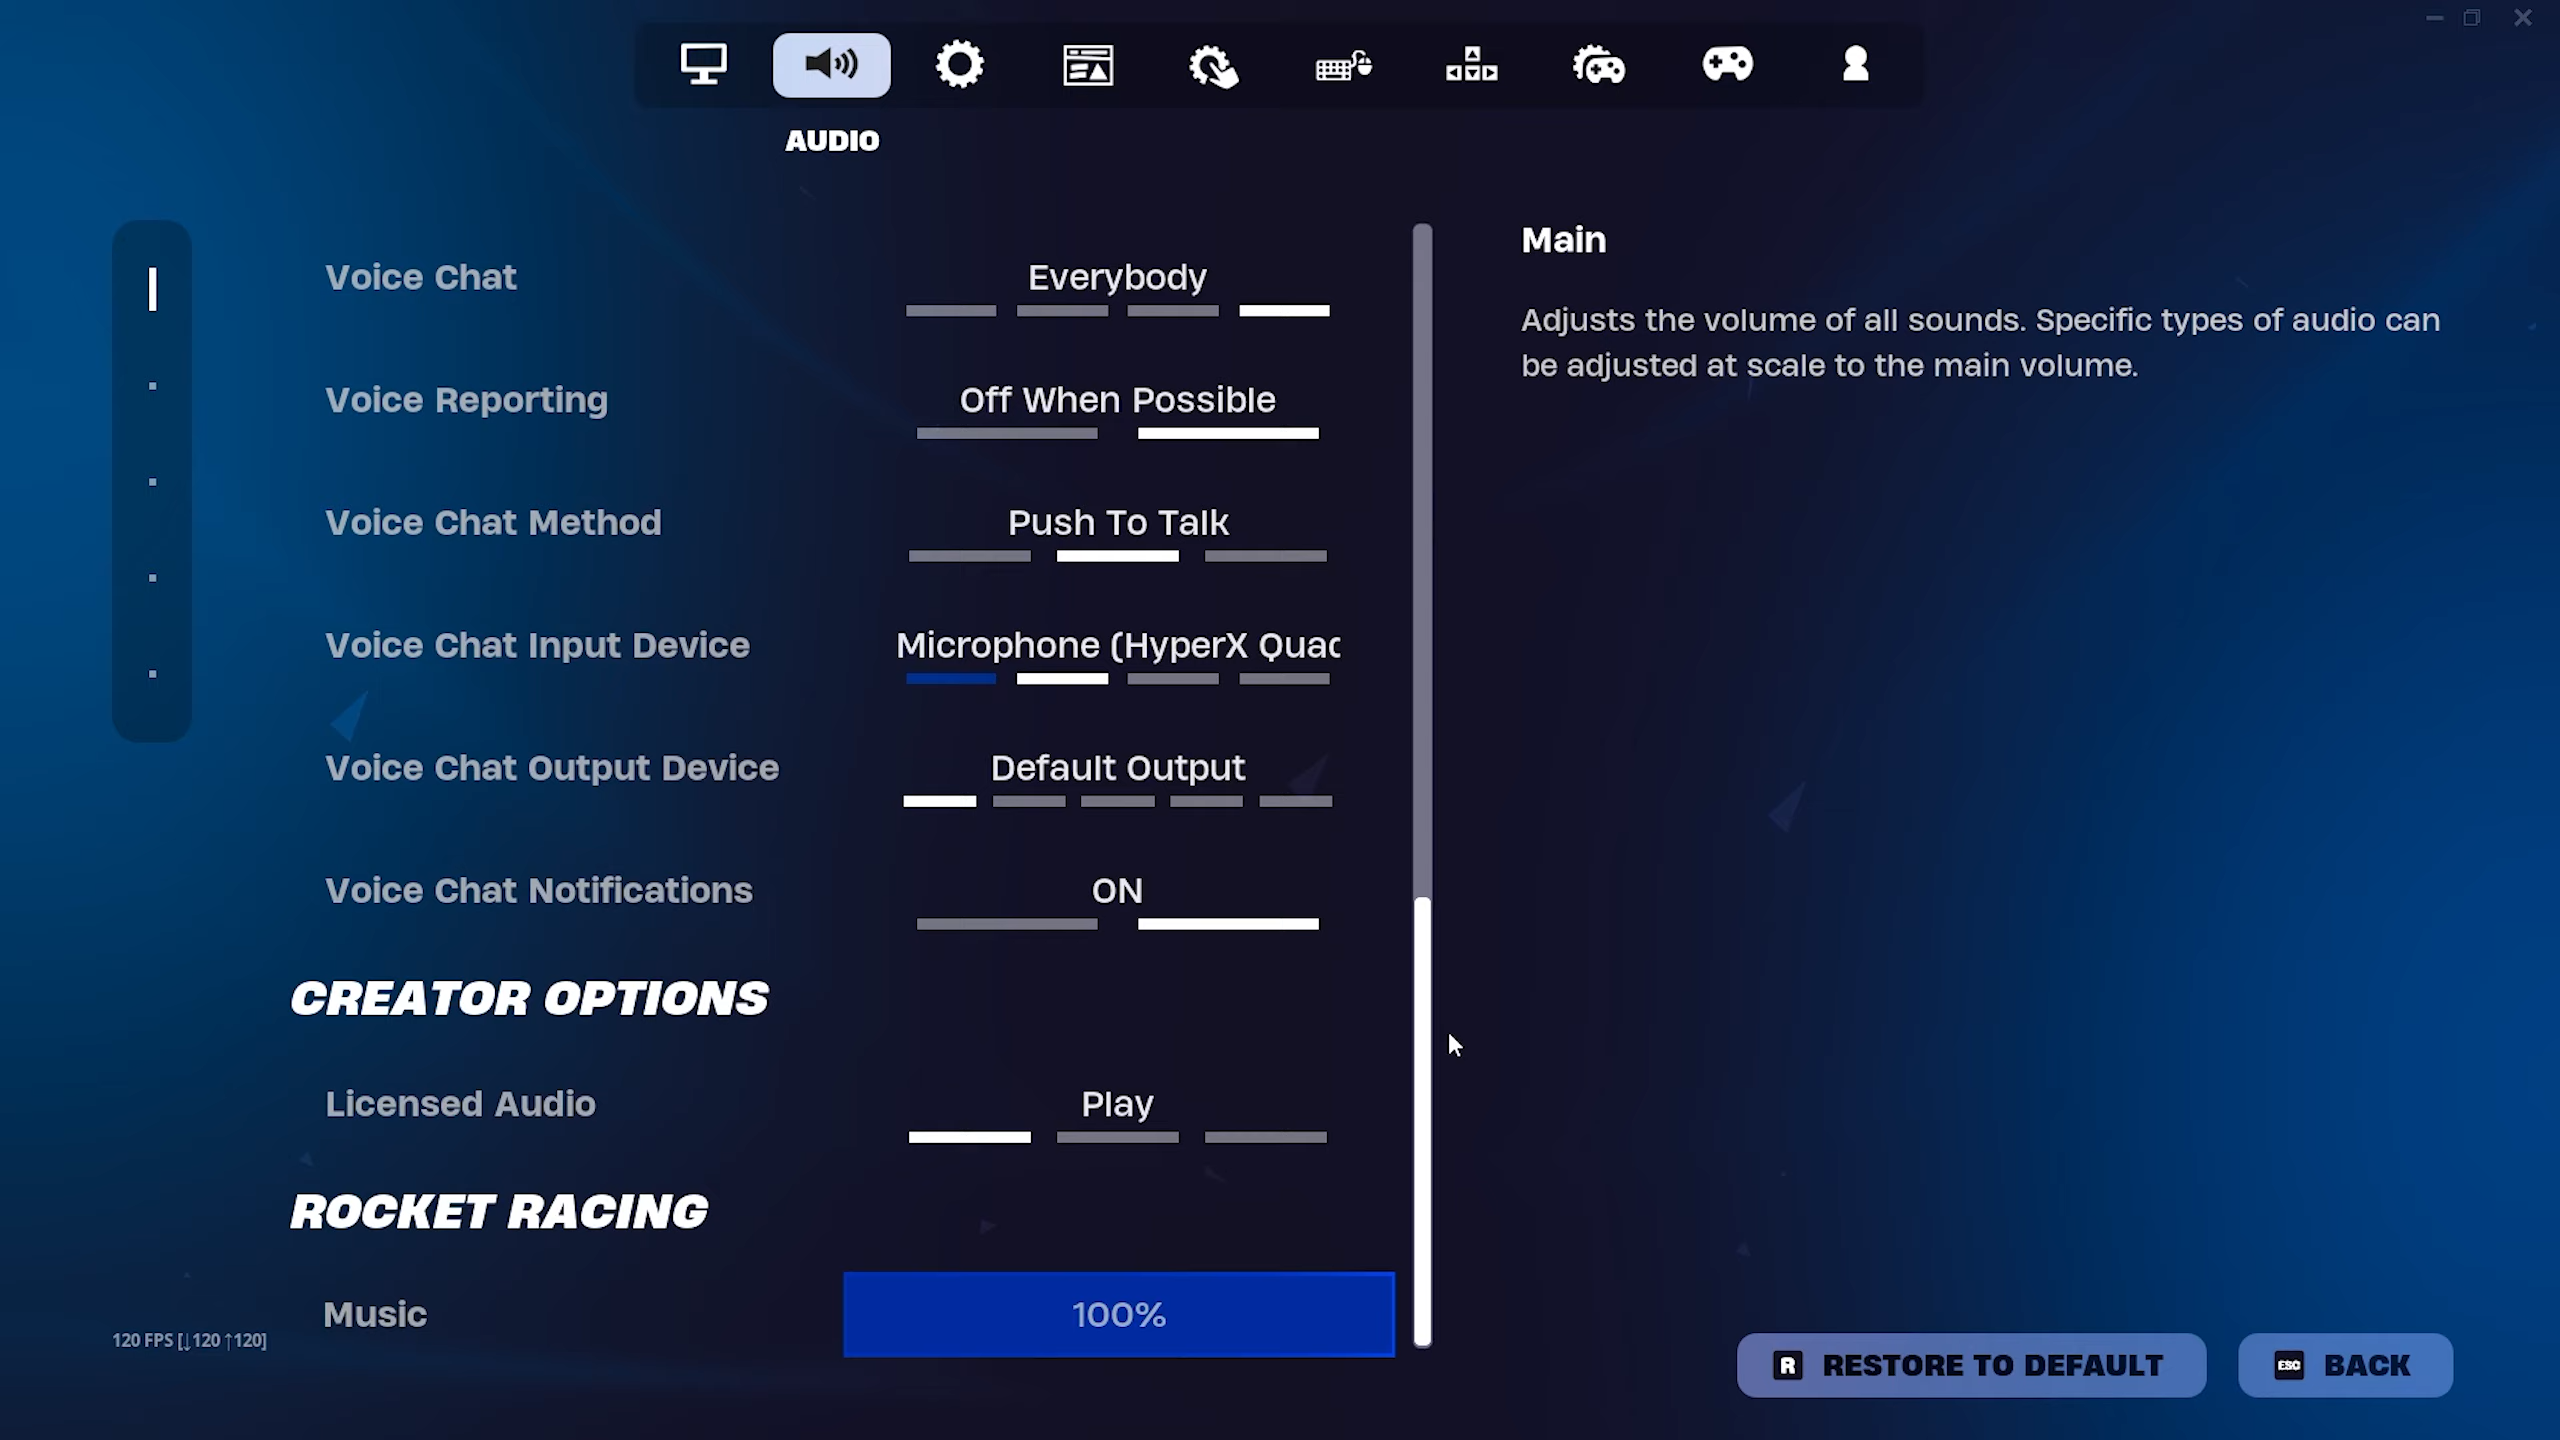 AUDIO
Main
Adjusts the volume of all sounds. Specific types of audio can
be adjusted at scale to the main volume.
Voice Chat
Everybody
Voice Reporting
Off When Possible
Voice Chat Method
Push To Talk
Voice Chat Input Device
Microphone (HyperX Quad
Voice Chat Output Device
Default Output
Voice Chat Notifications
ON
CREATOR OPTIONS
Licensed Audio
Play
ROCKET RACING
Music
100%
120 FPS [↓120 ↑120]
R RESTORE TO DEFAULT
ESC BACK